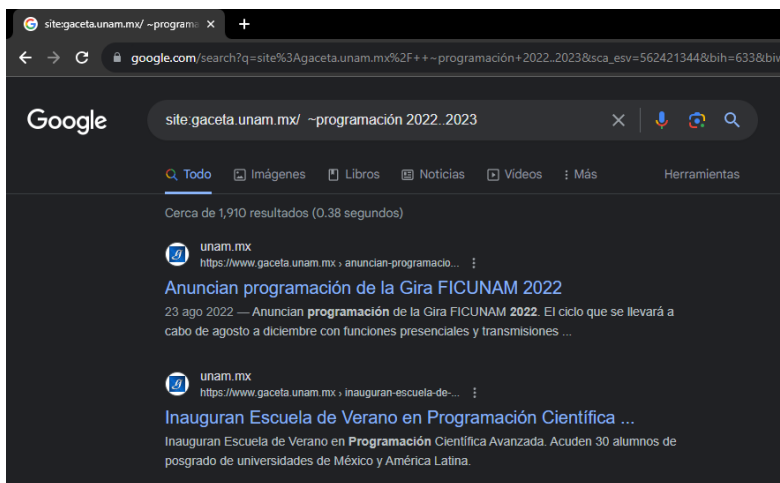 site:gaceta.unam.mx/ ~programa
google.com/search?q=site%3Agaceta.unam.mx%2F++~programación+2022..2023&sca_esv=562421344&bih=633&biw
Google
site:gaceta.unam.mx/ ~programación 2022..2023
Todo Imágenes Libros Noticias Vídeos Más Herramientas
Cerca de 1,910 resultados (0.38 segundos)
unam.mx
https://www.gaceta.unam.mx › anuncian-programacio...
Anuncian programación de la Gira FICUNAM 2022
23 ago 2022 — Anuncian programación de la Gira FICUNAM 2022. El ciclo que se llevará a
cabo de agosto a diciembre con funciones presenciales y transmisiones ...
unam.mx
https://www.gaceta.unam.mx › inauguran-escuela-de-...
Inauguran Escuela de Verano en Programación Científica ...
Inauguran Escuela de Verano en Programación Científica Avanzada. Acuden 30 alumnos de
posgrado de universidades de México y América Latina.